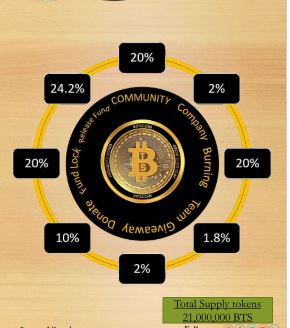 20%
24.2%
2%
Release Fund
COMMUNITY
Company
20%
20%
Fund Lock
Burning
Donate
Giveaway
Team
10%
1.8%
2%
Total Supply tokens
21,000,000 BTS